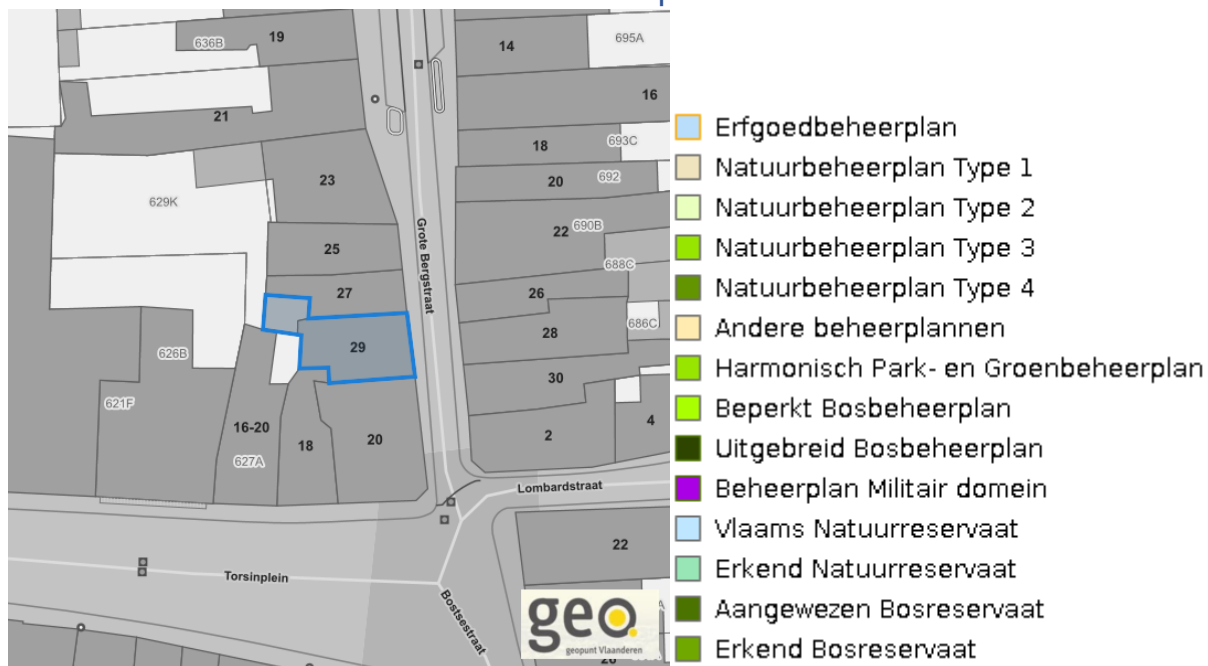 636B
19
14
695A
16
21
18
693C
20
692
23
629K
22
690B
Grote Bergstraat
25
688C
27
26
686C
28
29
626B
30
621F
16-20
627A
18
20
2
4
Lombardstraat
22
Torsinplein
Bostsestraat
geo.
geopunt Vlaanderen
Erfgoedbeheerplan
Natuurbeheerplan Type 1
Natuurbeheerplan Type 2
Natuurbeheerplan Type 3
Natuurbeheerplan Type 4
Andere beheerplannen
Harmonisch Park- en Groenbeheerplan
Beperkt Bosbeheerplan
Uitgebreid Bosbeheerplan
Beheerplan Militair domein
Vlaams Natuurreservaat
Erkend Natuurreservaat
Aangewezen Bosreservaat
Erkend Bosreservaat